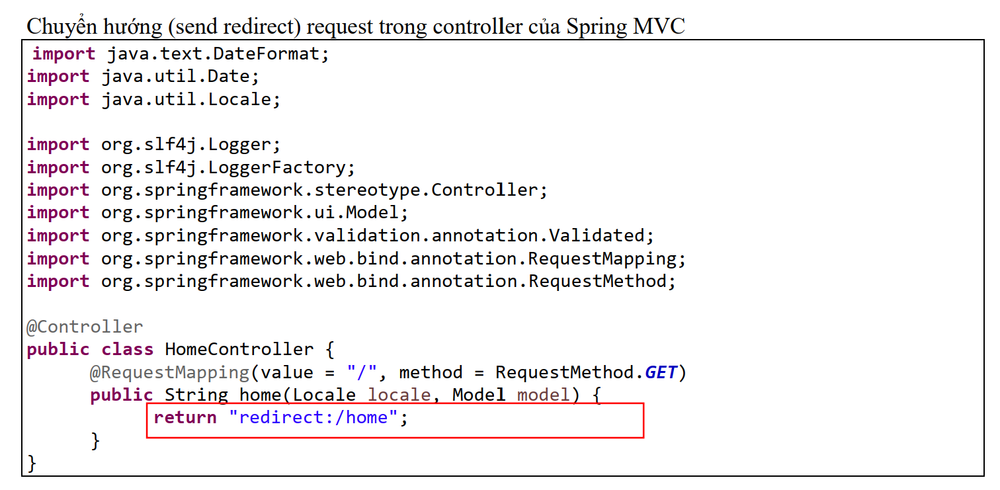 Chuyển hướng (send redirect) request trong controller của Spring MVC
import java.text.DateFormat;
import java.util.Date;
import java.util.Locale;
import org.slf4j.Logger;
import org.slf4j.LoggerFactory;
import org.springframework.stereotype.Controller;
import org.springframework.ui.Model;
import org.springframework.validation.annotation.Validated;
import org.springframework.web.bind.annotation.RequestMapping;
import org.springframework.web.bind.annotation.RequestMethod;
@Controller
public class HomeController {
@RequestMapping(value = "/", method = RequestMethod.GET)
public String home(Locale locale, Model model) {
return "redirect:/home";
}
}